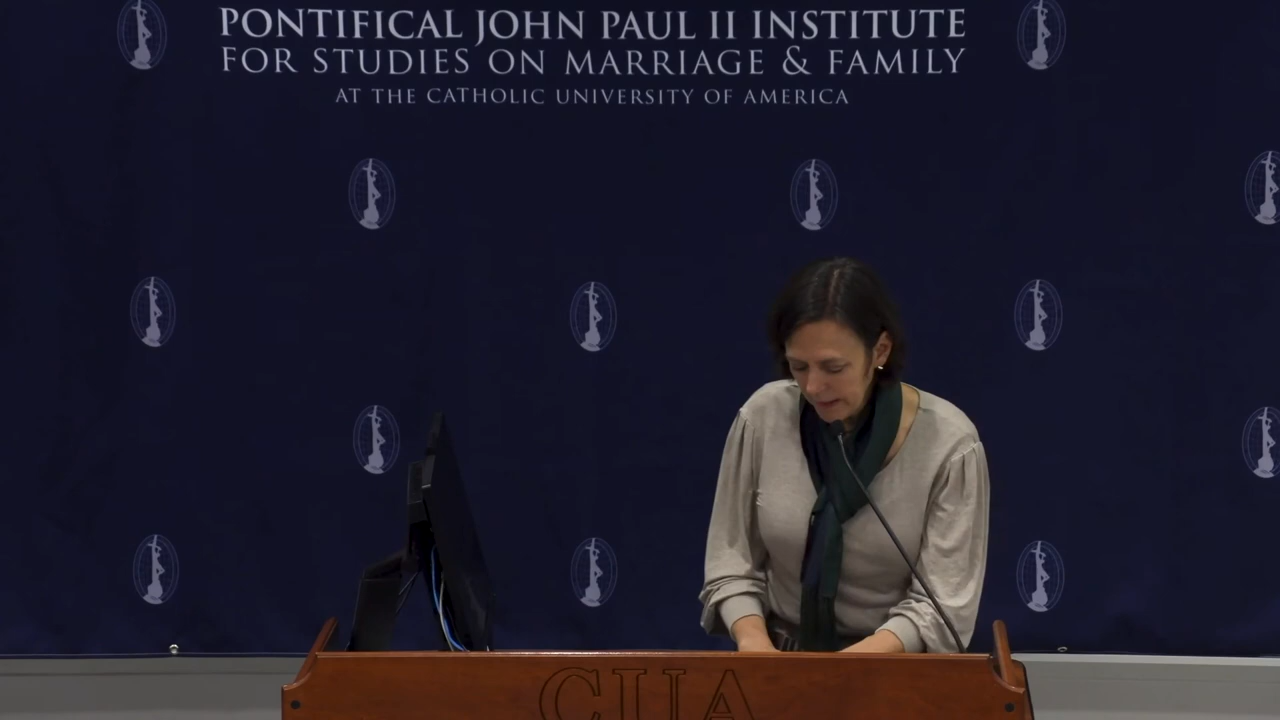 PONTIFICAL JOHN PAUL II INSTITUTE
FOR STUDIES ON MARRIAGE & FAMILY
AT THE CATHOLIC UNIVERSITY OF AMERICA
CUA